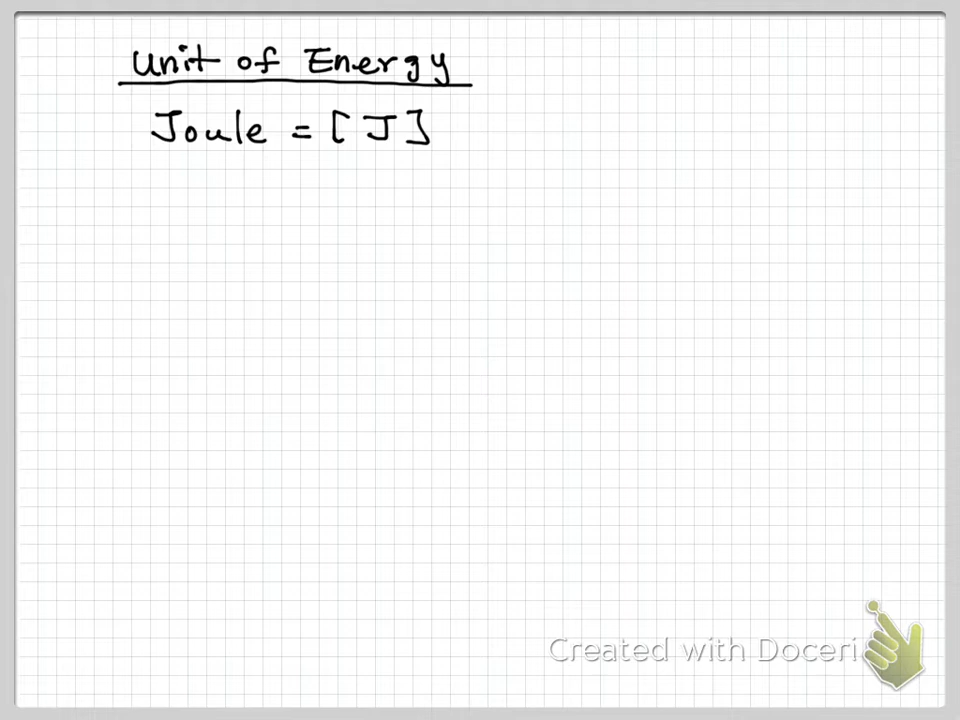 Unit of Energy
Joule = [J]
Created with Doceri